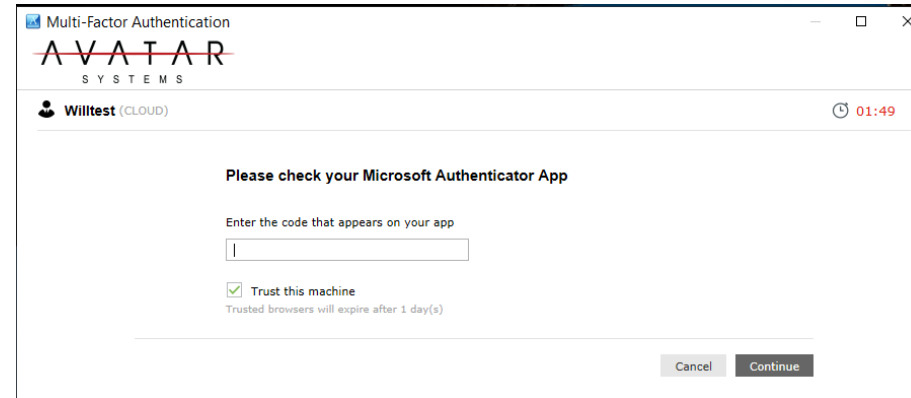 Multi-Factor Authentication
AVATAR
SYSTEMS
Willtest (CLOUD)
01:49
Please check your Microsoft Authenticator App
Enter the code that appears on your app
Trust this machine
Trusted browsers will expire after 1 day(s)
Cancel Continue